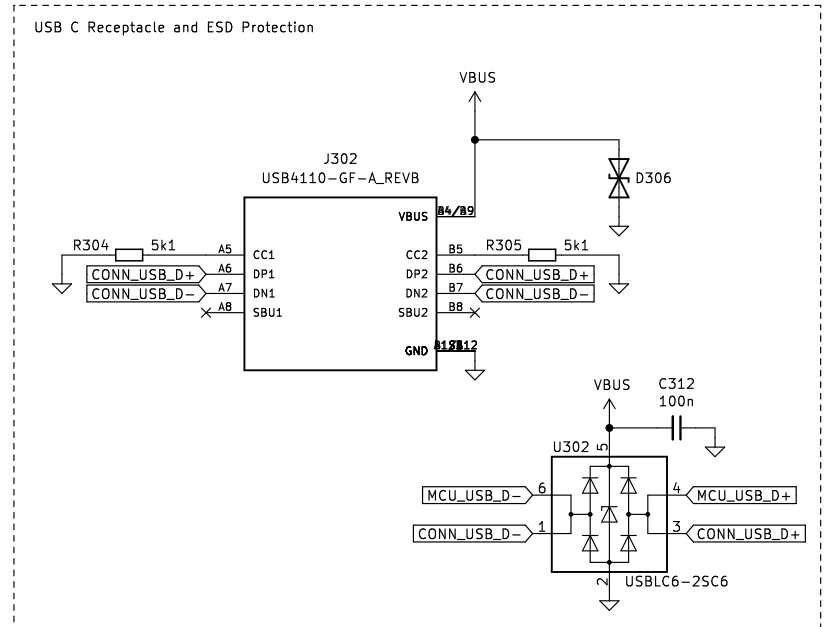 USB C Receptacle and ESD Protection
VBUS
J302
USB4110-GF-A_REVB
D306
VBUS
R304 5k1 A5 CC1 CC2 B5 R305 5k1
CONN_USB_D+ A6 DP1 DP2 B6 CONN_USB_D+
CONN_USB_D- A7 DN1 DN2 B7 CONN_USB_D-
A8 SBU1 SBU2 B8
GND
VBUS C312
100n
U302 5
MCU_USB_D- 6 4 MCU_USB_D+
CONN_USB_D- 1 3 CONN_USB_D+
2 USBLC6-2SC6